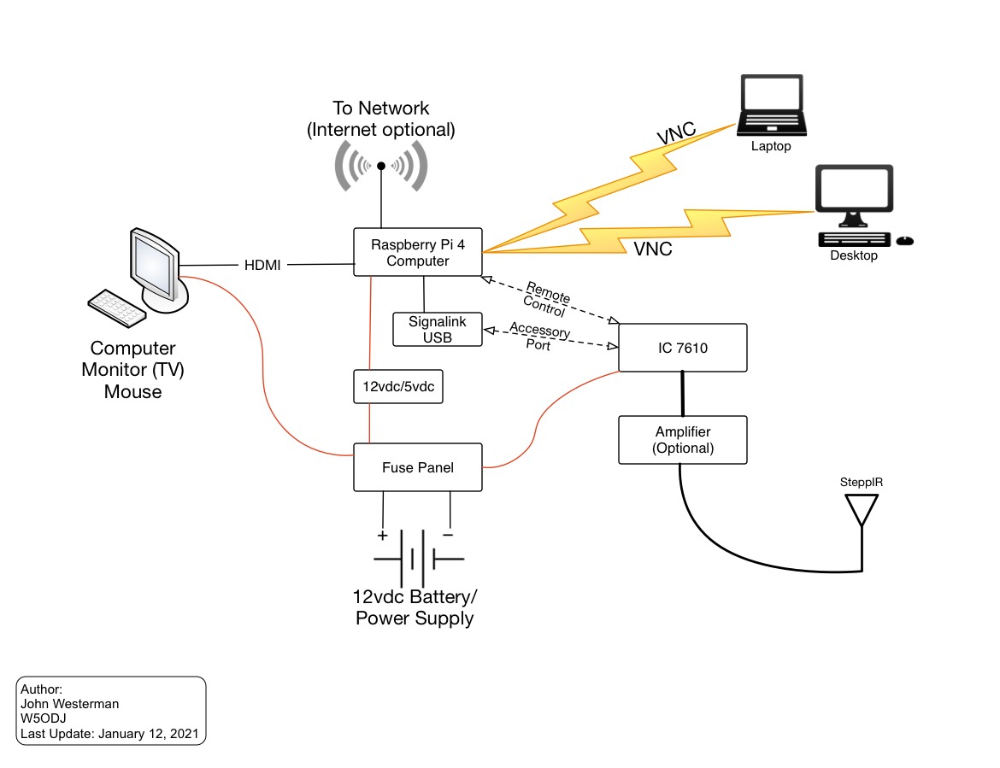 To Network
(Internet optional)
VNC
Laptop
VNC
Desktop
Raspberry Pi 4
Computer
HDMI
Remote
Control
Signalink
USB
Accessory
Port
IC 7610
Computer
Monitor (TV)
Mouse
12vdc/5vdc
Amplifier
(Optional)
Fuse Panel
SteppIR
+
−
12vdc Battery/
Power Supply
Author:
John Westerman
W5ODJ
Last Update: January 12, 2021